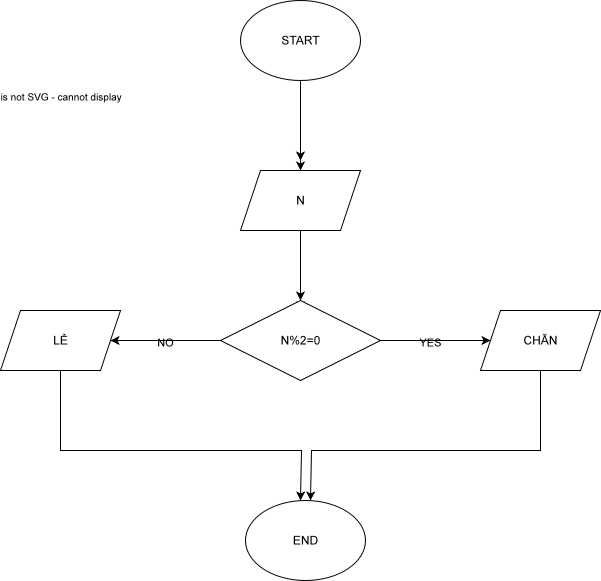 START
is not SVG - cannot display
N
LẺ
NO
N%2=0
YES
CHẴN
END